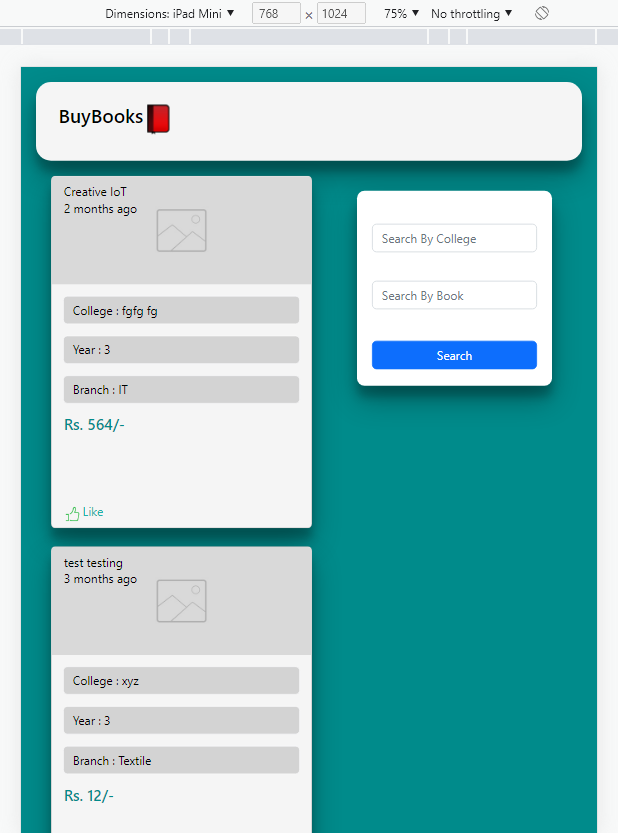 Dimensions: iPad Mini ▼ 768 × 1024 75% ▼ No throttling ▼
BuyBooks
Creative IoT
2 months ago
College : fgfg fg
Year : 3
Branch : IT
Rs. 564/-
Like
Search By College
Search By Book
Search
test testing
3 months ago
College : xyz
Year : 3
Branch : Textile
Rs. 12/-